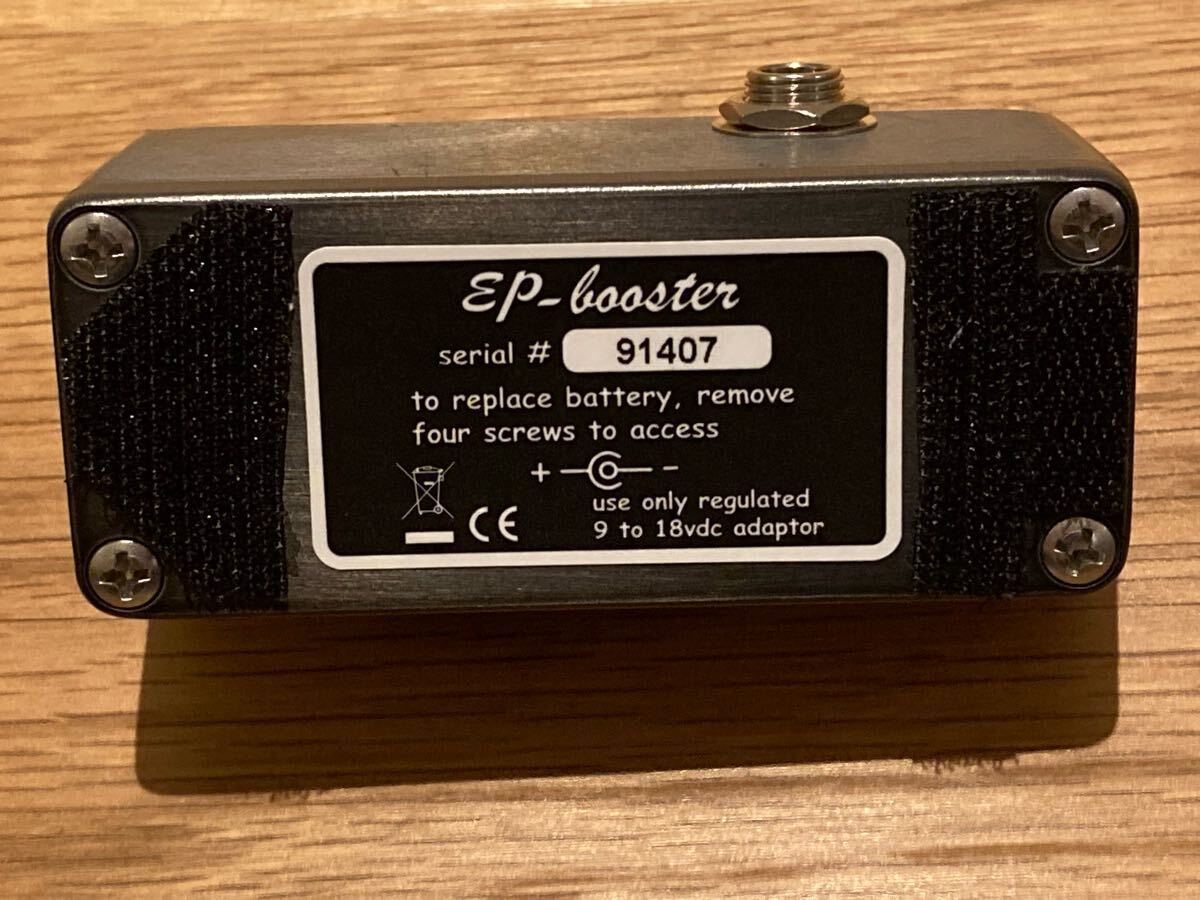 EP-booster
serial # 91407
to replace battery, remove
four screws to access
+ -
use only regulated
CE 9 to 18vdc adaptor